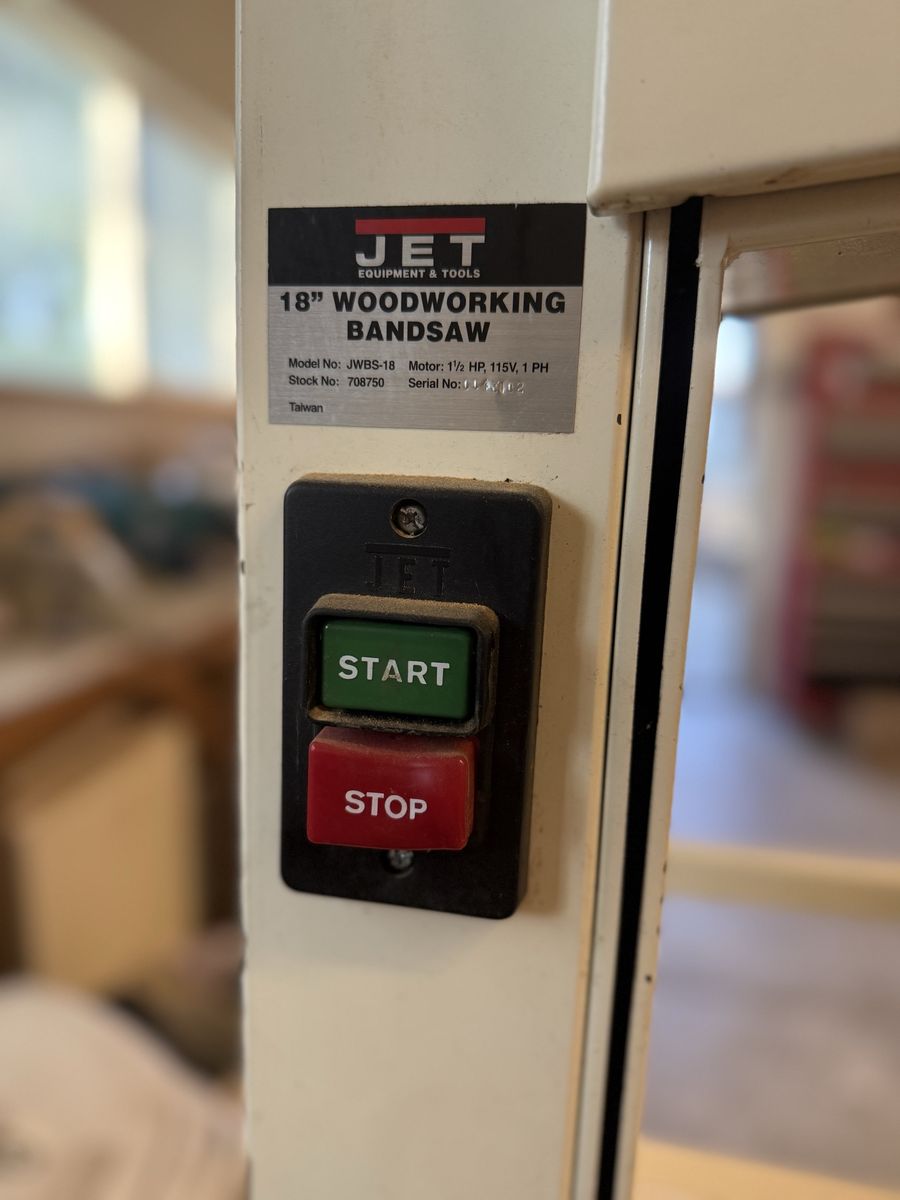 JET
EQUIPMENT & TOOLS
18” WOODWORKING
BANDSAW
Model No: JWBS-18 Motor: 1½ HP, 115V, 1 PH
Stock No: 708750 Serial No:
Taiwan
JET
START
STOP